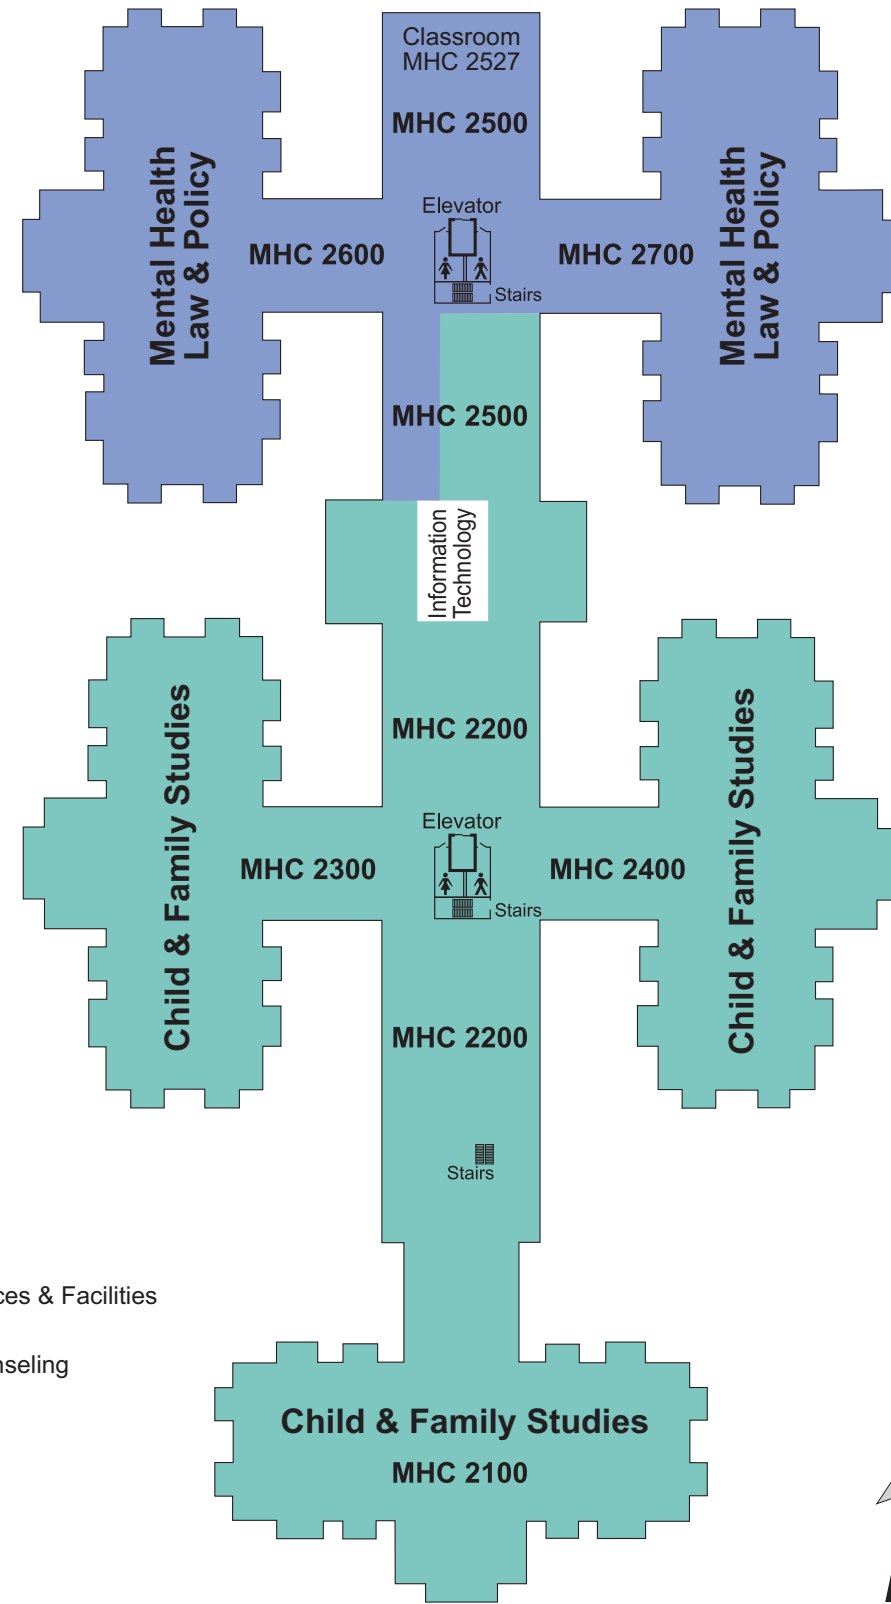 Classroom
MHC 2527
MHC 2500
Mental Health
Law & Policy
Elevator
MHC 2600
MHC 2700
Stairs
Mental Health
Law & Policy
MHC 2500
Information
Technology
Child & Family Studies
MHC 2200
Child & Family Studies
Elevator
MHC 2300
MHC 2400
Stairs
MHC 2200
Stairs
ces & Facilities
nseling
Child & Family Studies
MHC 2100